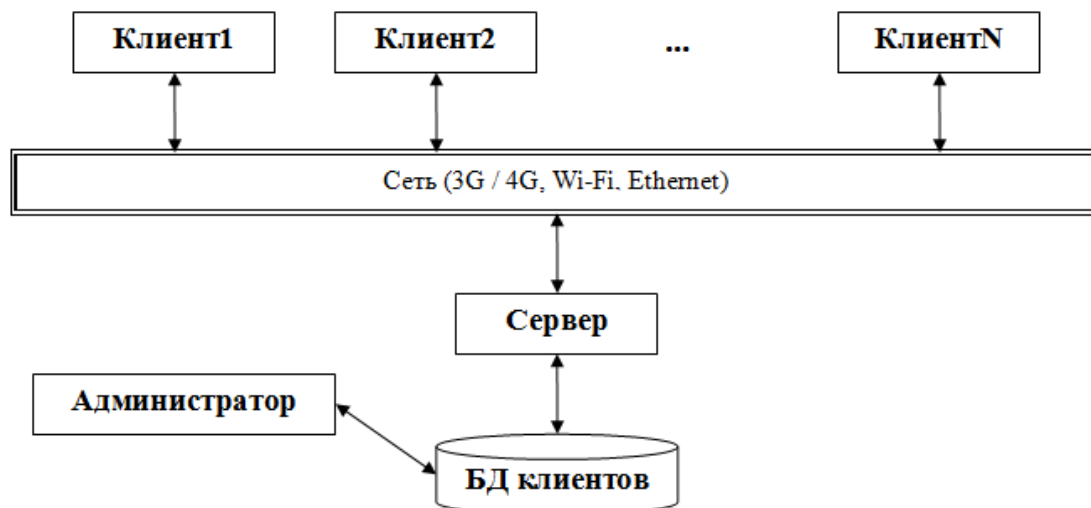 Клиент1
Клиент2
...
КлиентN
Сеть (3G / 4G, Wi-Fi, Ethernet)
Сервер
Администратор
БД клиентов